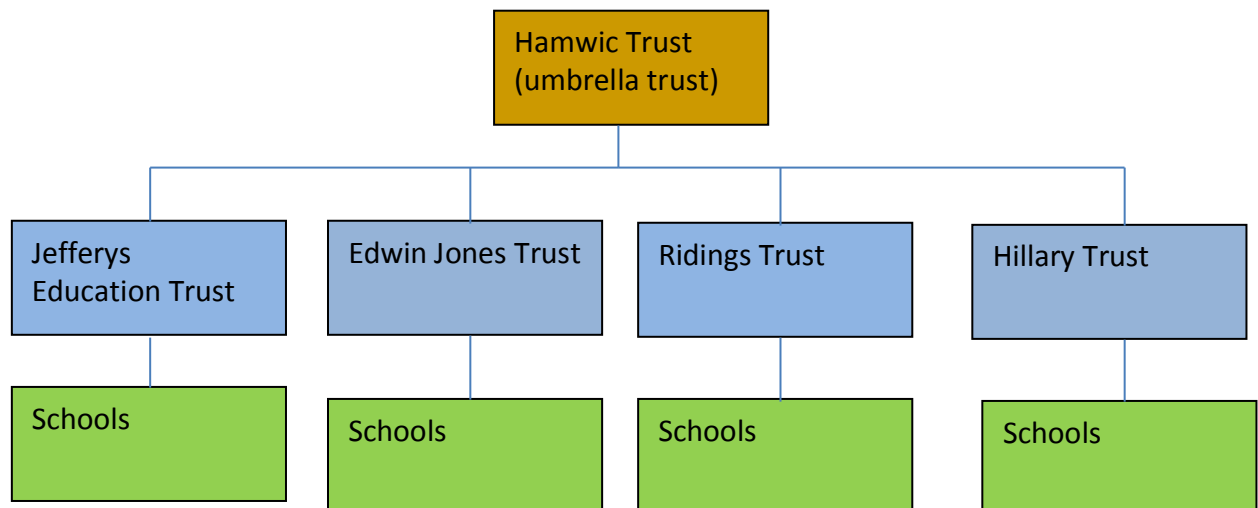 Hamwic Trust
(umbrella trust)
Jefferys
Education Trust
Edwin Jones Trust
Ridings Trust
Hillary Trust
Schools
Schools
Schools
Schools